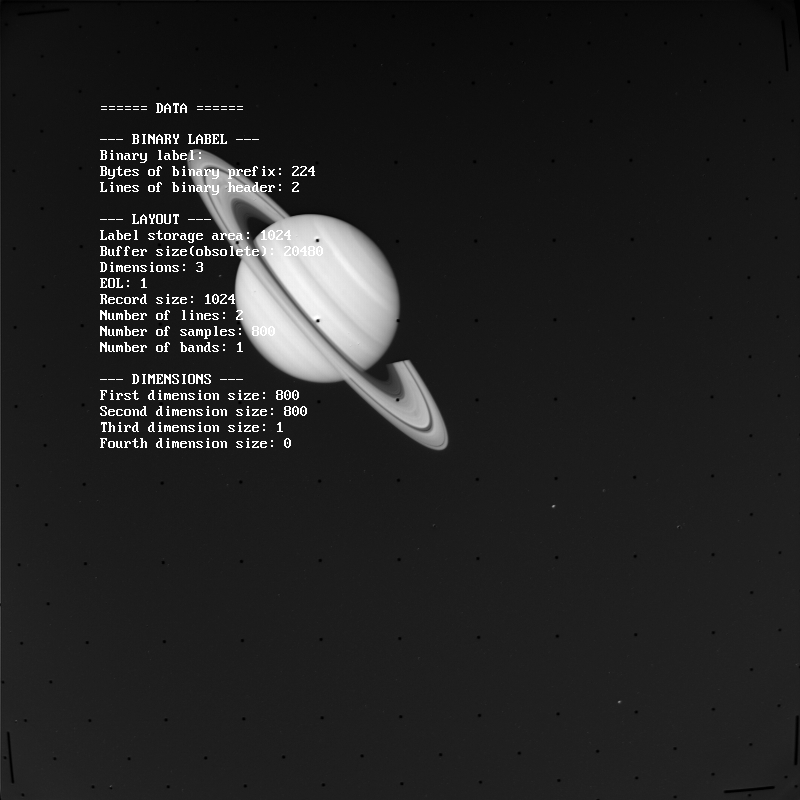 ====== DATA ======
--- BINARY LABEL ---
Binary label:
Bytes of binary prefix: 224
Lines of binary header: 2
--- LAYOUT ---
Label storage area: 1024
Buffer size(obsolete): 20480
Dimensions: 3
EOL: 1
Record size: 1024
Number of lines: 2
Number of samples: 800
Number of bands: 1
--- DIMENSIONS ---
First dimension size: 800
Second dimension size: 800
Third dimension size: 1
Fourth dimension size: 0